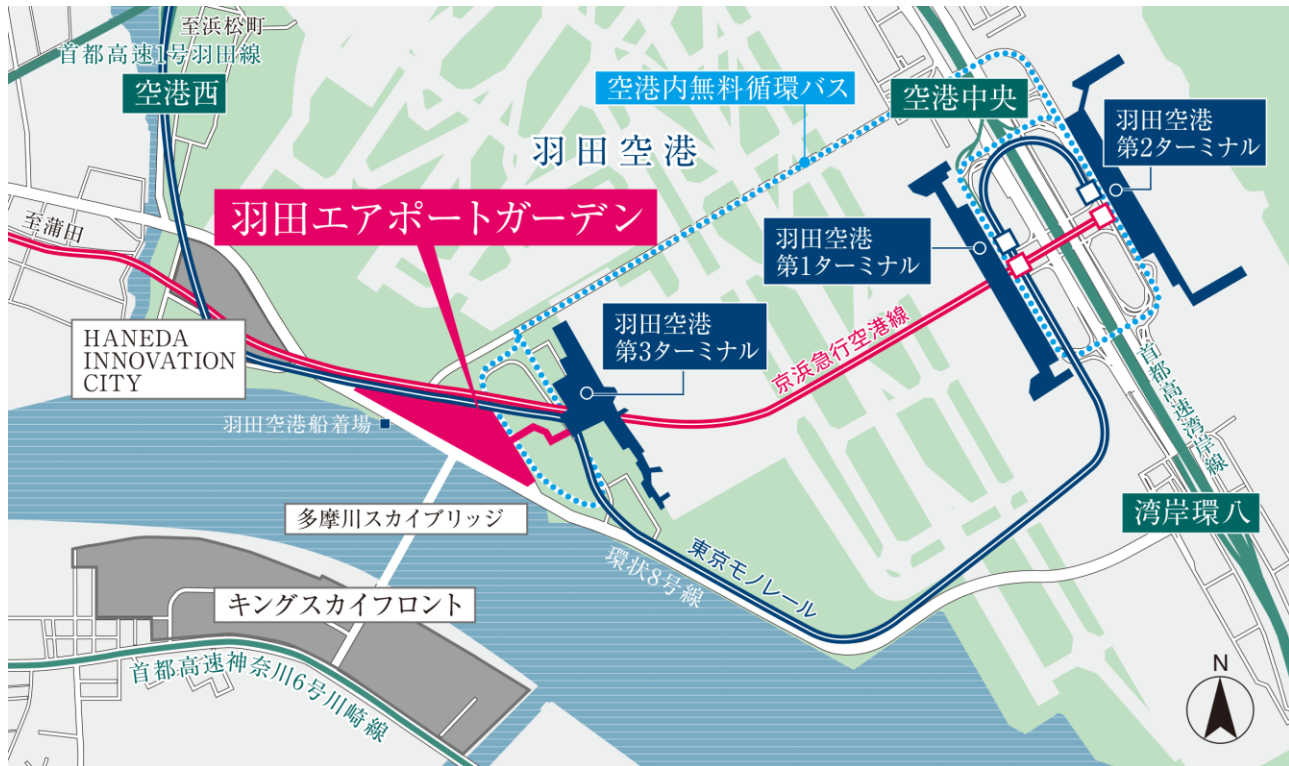 至浜松町
首都高速1号羽田線
空港西
空港内無料循環バス
空港中央
羽田空港
第2ターミナル
羽田空港
羽田エアポートガーデン
至蒲田
羽田空港
第1ターミナル
HANEDA
INNOVATION
CITY
羽田空港
第3ターミナル
京浜急行空港線
首都高速湾岸線
羽田空港船着場
多摩川スカイブリッジ
湾岸環八
環状8号線
東京モノレール
キングスカイフロント
首都高速神奈川6号川崎線
N